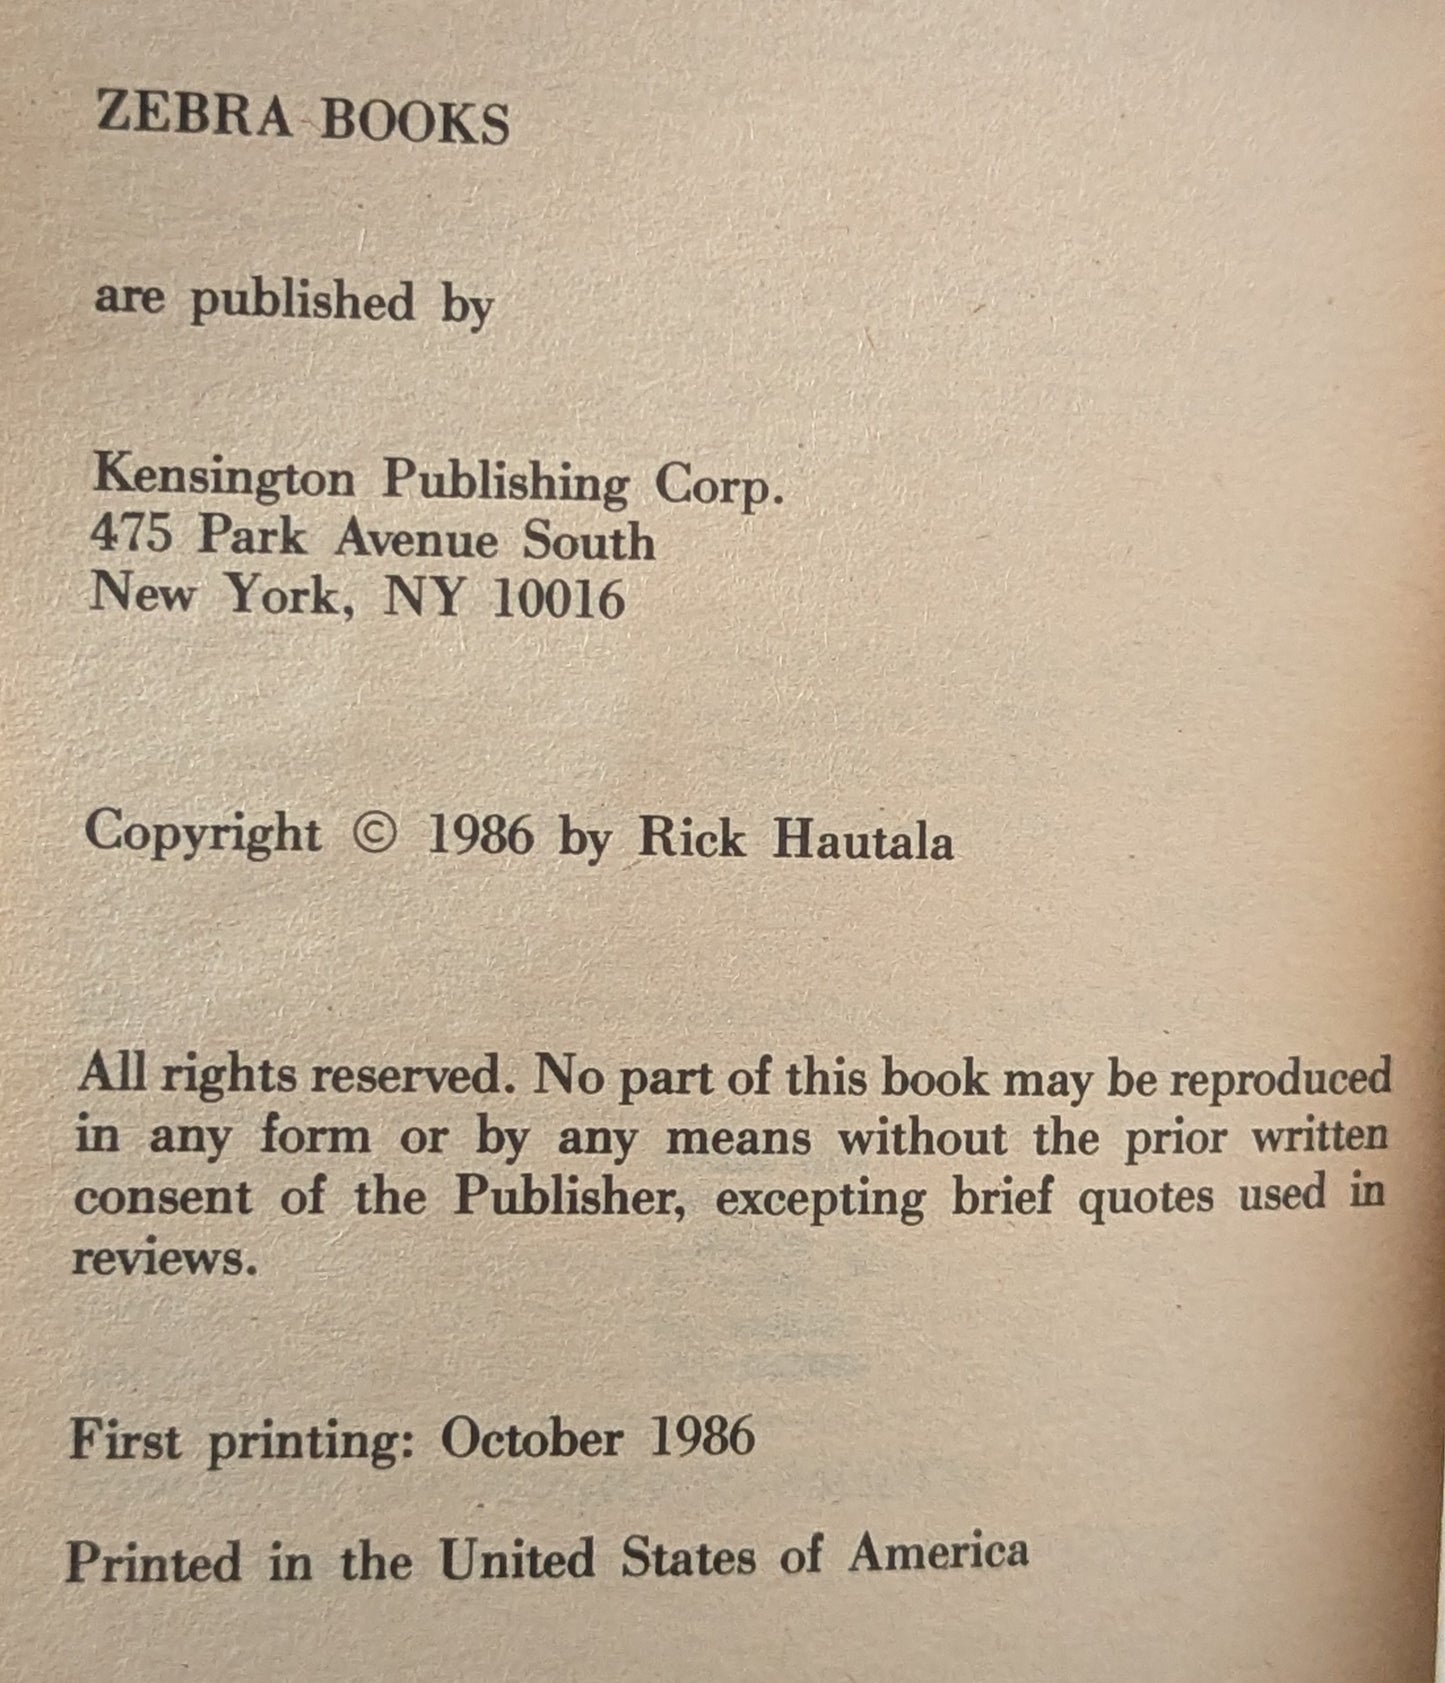 ZEBRA BOOKS
are published by
Kensington Publishing Corp.
475 Park Avenue South
New York, NY 10016
Copyright © 1986 by Rick Hautala
All rights reserved. No part of this book may be reproduced
in any form or by any means without the prior written
consent of the Publisher, excepting brief quotes used in
reviews.
First printing: October 1986
Printed in the United States of America